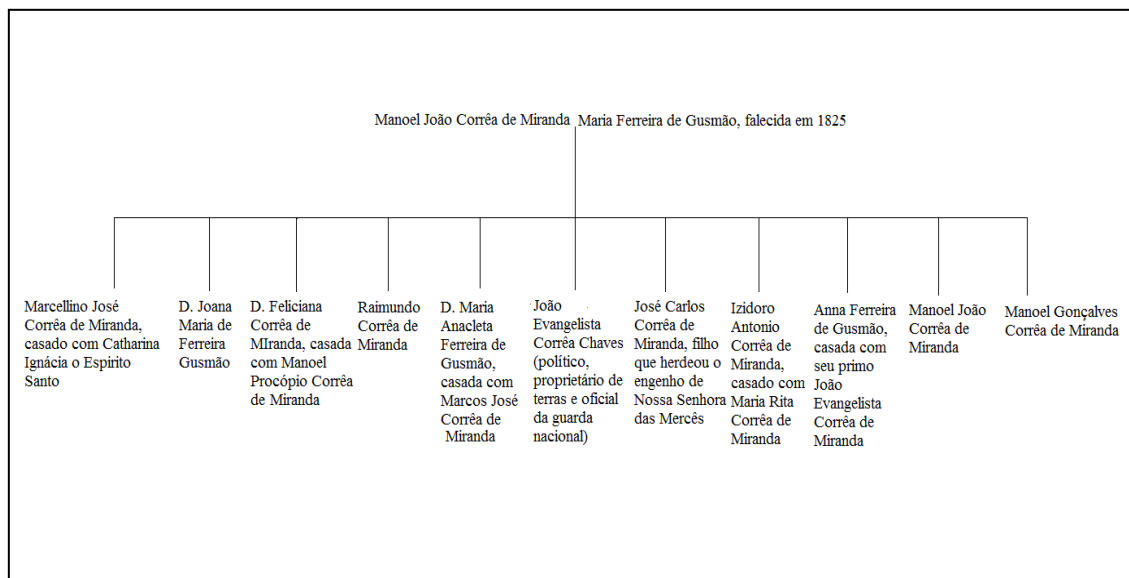 Manoel João Corrêa de Miranda
Maria Ferreira de Gusmão, falecida em 1825
Marcellino José
Corrêa de Miranda,
casado com Catharina
Ignácia o Espirito
Santo
D. Joana
Maria de
Ferreira
Gusmão
D. Feliciana
Corrêa de
MIranda, casada
com Manoel
Procópio Corrêa
de Miranda
Raimundo
Corrêa de
Miranda
D. Maria
Anacleta
Ferreira de
Gusmão,
casada com
Marcos José
Corrêa de
Miranda
João
Evangelista
Corrêa Chaves
(político,
proprietário de
terras e oficial
da guarda
nacional)
José Carlos
Corrêa de
Miranda, filho
que herdeou o
engenho de
Nossa Senhora
das Mercês
Izidoro
Antonio
Corrêa de
Miranda,
casado com
Maria Rita
Corrêa de
Miranda
Anna Ferreira
de Gusmão,
casada com
seu primo
João
Evangelista
Corrêa de
Miranda
Manoel João
Corrêa de
Miranda
Manoel Gonçalves
Corrêa de Miranda